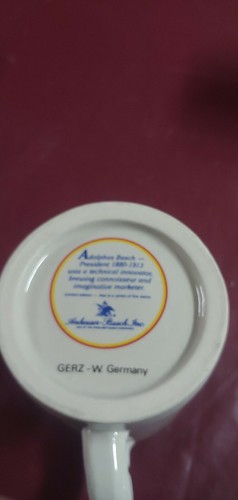 Adolphus Busch —
President 1880-1913
was a technical innovator,
brewing connoisseur and
imaginative marketer.
Anheuser-Busch, Inc.
GERZ - W. Germany